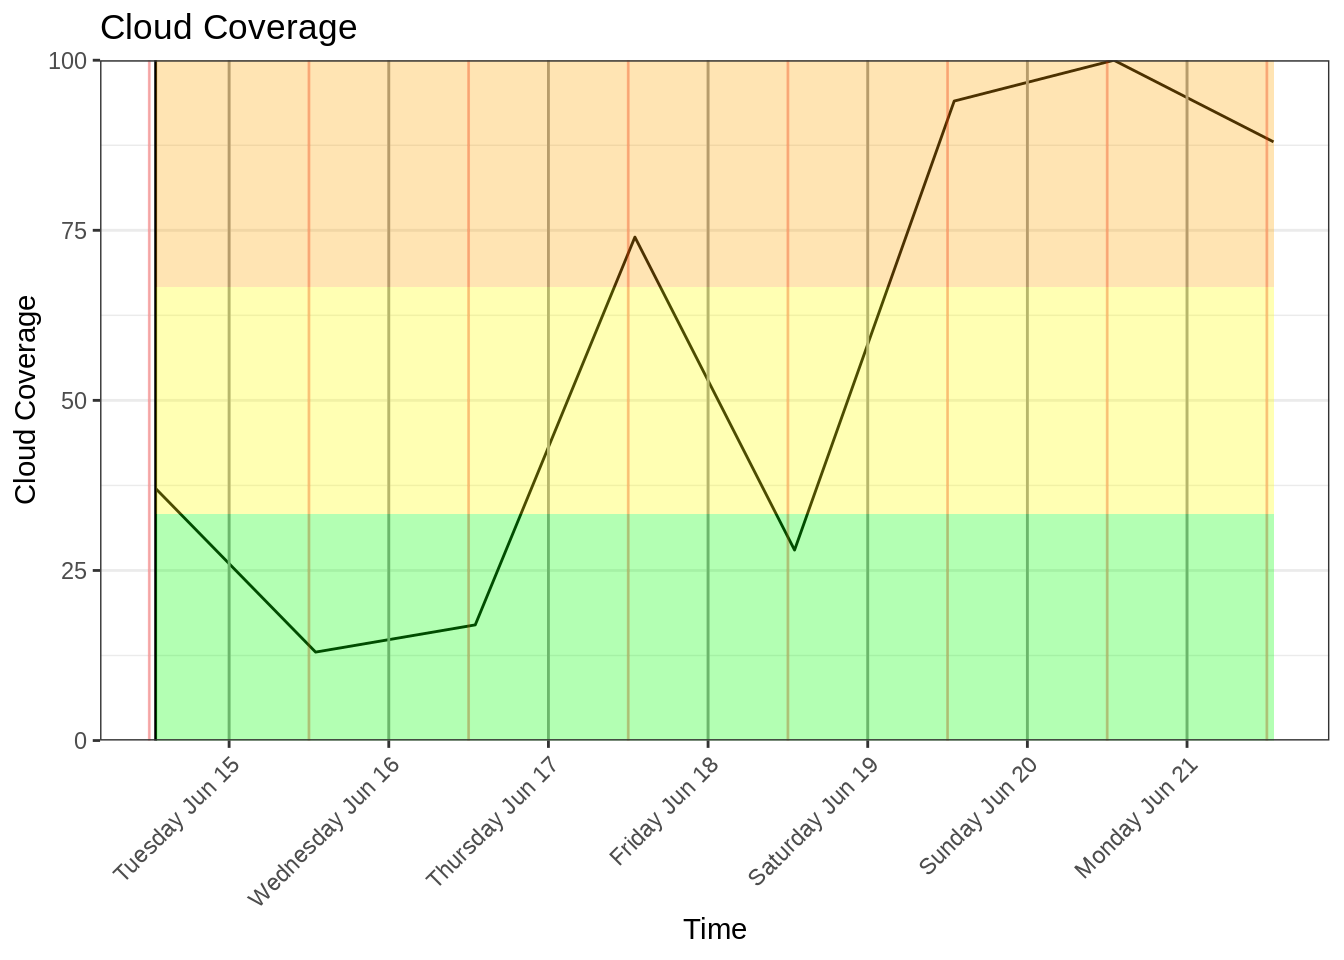 Cloud Coverage
Cloud Coverage
100
75
50
25
0
Tuesday Jun 15
Wednesday Jun 16
Thursday Jun 17
Friday Jun 18
Saturday Jun 19
Sunday Jun 20
Monday Jun 21
Time